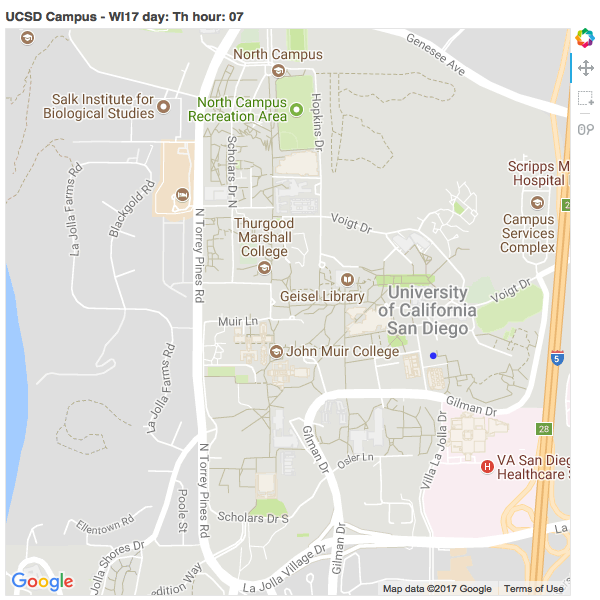 UCSD Campus - WI17 day: Th hour: 07
Genesee Ave
North Campus
Salk Institute for
Biological Studies
North Campus
Recreation Area
Hopkins Dr
Scholars Dr N
Scripps M
Hospital
La Jolla Farms Rd
Blackgold Rd
2
N Torrey Pines Rd
Thurgood
Marshall
College
Voigt Dr
Campus
Services
Complex
Geisel Library
University
of California
San Diego
Voigt Dr
Muir Ln
John Muir College
5
La Jolla Farms Rd
Gilman Dr
Gilman Dr
Villa La Jolla Dr
28
Osler Ln
N Torrey Pines Rd
VA San Dieg
Healthcare S
H
Poole St
Ellentown Rd
Scholars Dr S
Gilman Dr
La
La Jolla Shores Dr
edition Way
La Jolla Village Dr
Google
Map data ©2017 Google
Terms of Use